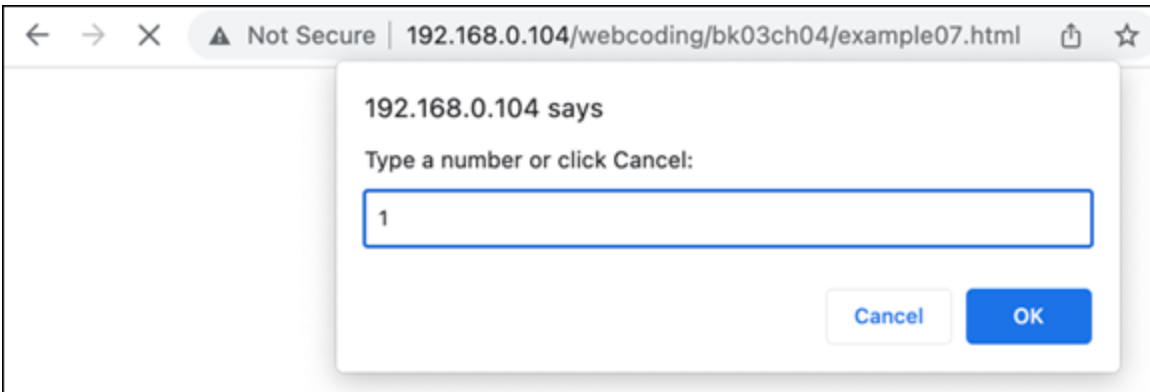 Not Secure | 192.168.0.104/webcoding/bk03ch04/example07.html
192.168.0.104 says
Type a number or click Cancel:
1
Cancel OK